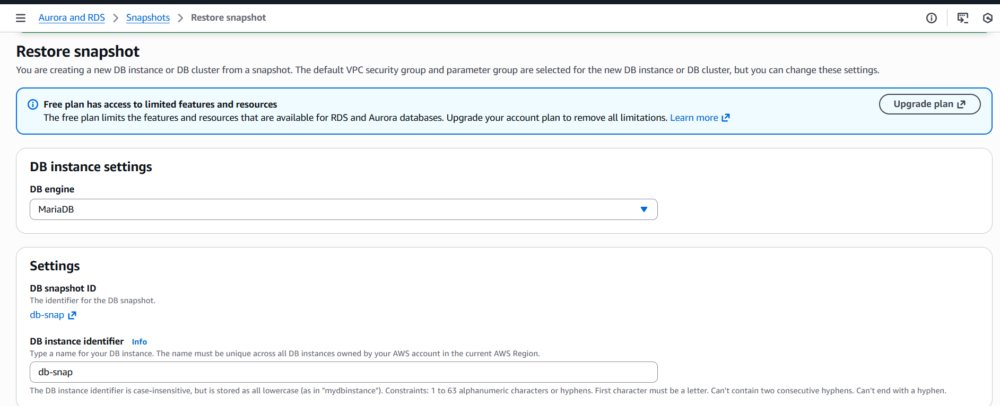 Aurora and RDS > Snapshots > Restore snapshot
Restore snapshot
You are creating a new DB instance or DB cluster from a snapshot. The default VPC security group and parameter group are selected for the new DB instance or DB cluster, but you can change these settings.
Free plan has access to limited features and resources
Upgrade plan
The free plan limits the features and resources that are available for RDS and Aurora databases. Upgrade your account plan to remove all limitations. Learn more
DB instance settings
DB engine
MariaDB
Settings
DB snapshot ID
The identifier for the DB snapshot.
db-snap
DB instance identifier Info
Type a name for your DB instance. The name must be unique across all DB instances owned by your AWS account in the current AWS Region.
db-snap
The DB instance identifier is case-insensitive, but is stored as all lowercase (as in "mydbinstance"). Constraints: 1 to 63 alphanumeric characters or hyphens. First character must be a letter. Can't contain two consecutive hyphens. Can't end with a hyphen.